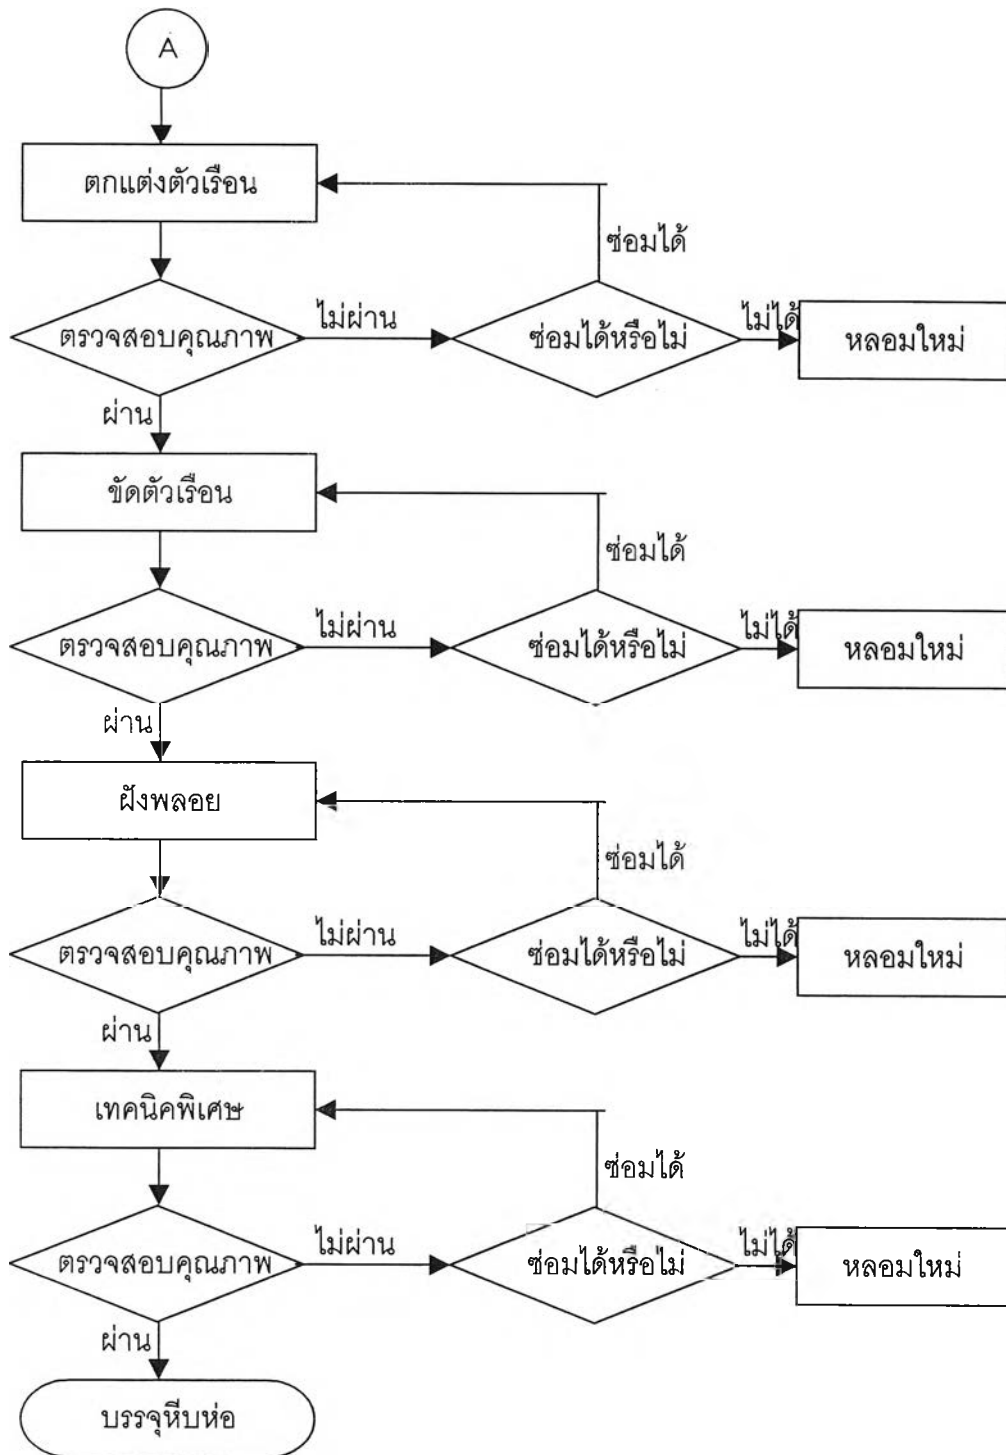 A
ตกแต่งตัวเรือน
ซ่อมได้
ตรวจสอบคุณภาพ
ไม่ผ่าน
ซ่อมได้หรือไม่
ไม่ได้
หลอมใหม่
ผ่าน
ขัดตัวเรือน
ซ่อมได้
ตรวจสอบคุณภาพ
ไม่ผ่าน
ซ่อมได้หรือไม่
ไม่ได้
หลอมใหม่
ผ่าน
ฝังพลอย
ซ่อมได้
ตรวจสอบคุณภาพ
ไม่ผ่าน
ซ่อมได้หรือไม่
ไม่ได้
หลอมใหม่
ผ่าน
เทคนิคพิเศษ
ซ่อมได้
ตรวจสอบคุณภาพ
ไม่ผ่าน
ซ่อมได้หรือไม่
ไม่ได้
หลอมใหม่
ผ่าน
บรรจุหีบห่อ